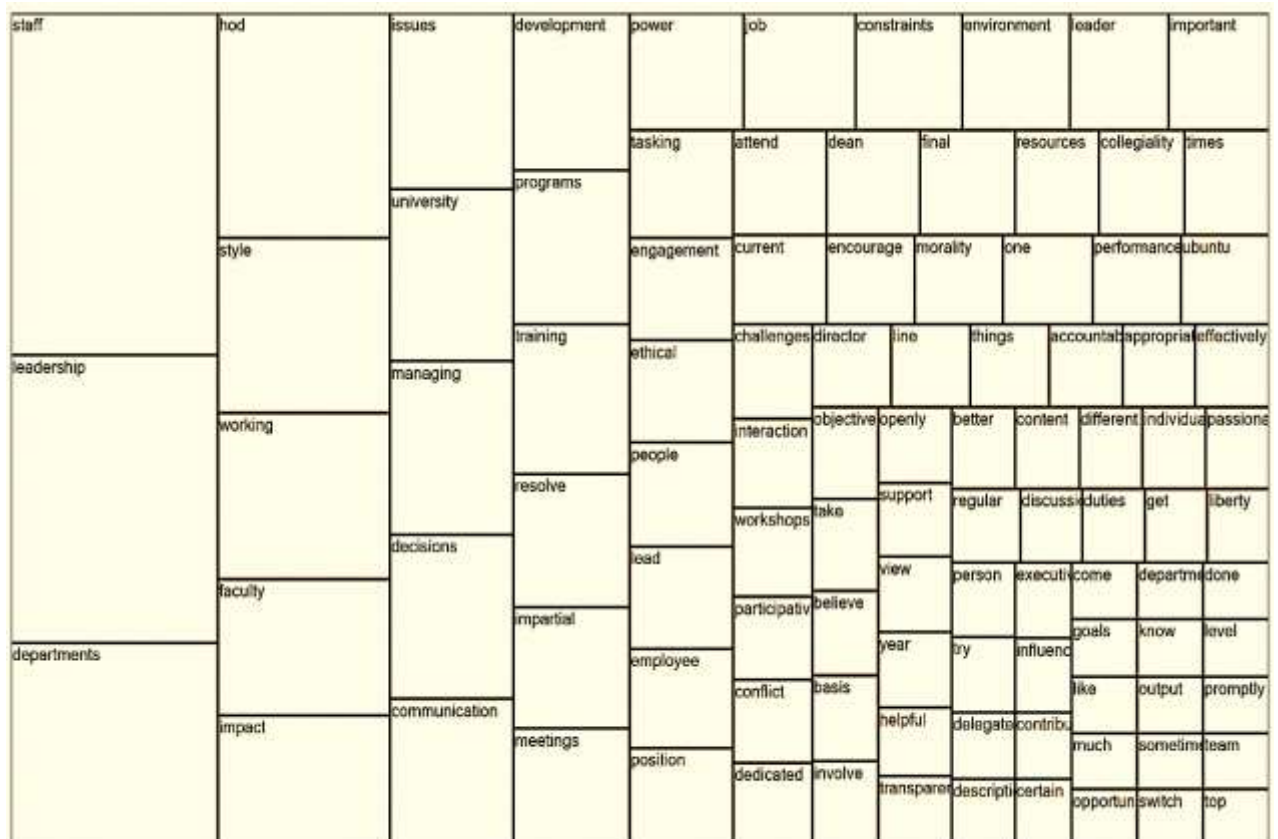 staff
leadership
departments
hod
style
working
faculty
impact
issues
university
managing
decisions
communication
development
programs
training
resolve
impartial
meetings
power
job
constraints
environment
leader
important
tasking
attend
dean
final
resources
collegiality
times
engagement
current
encourage
morality
one
performance
ubuntu
ethical
people
lead
employee
position
challenges
director
line
things
accountab
appropriat
effectively
interaction
workshops
participativ
conflict
dedicated
objective
take
believe
basis
involve
openly
support
view
year
helpful
transparen
better
content
different
individua
passiona
regular
discussi
duties
get
liberty
person
executiv
try
influenc
delegate
contribu
descripti
certain
come
departme
done
goals
know
level
like
output
promptly
much
sometim
team
opportun
switch
top